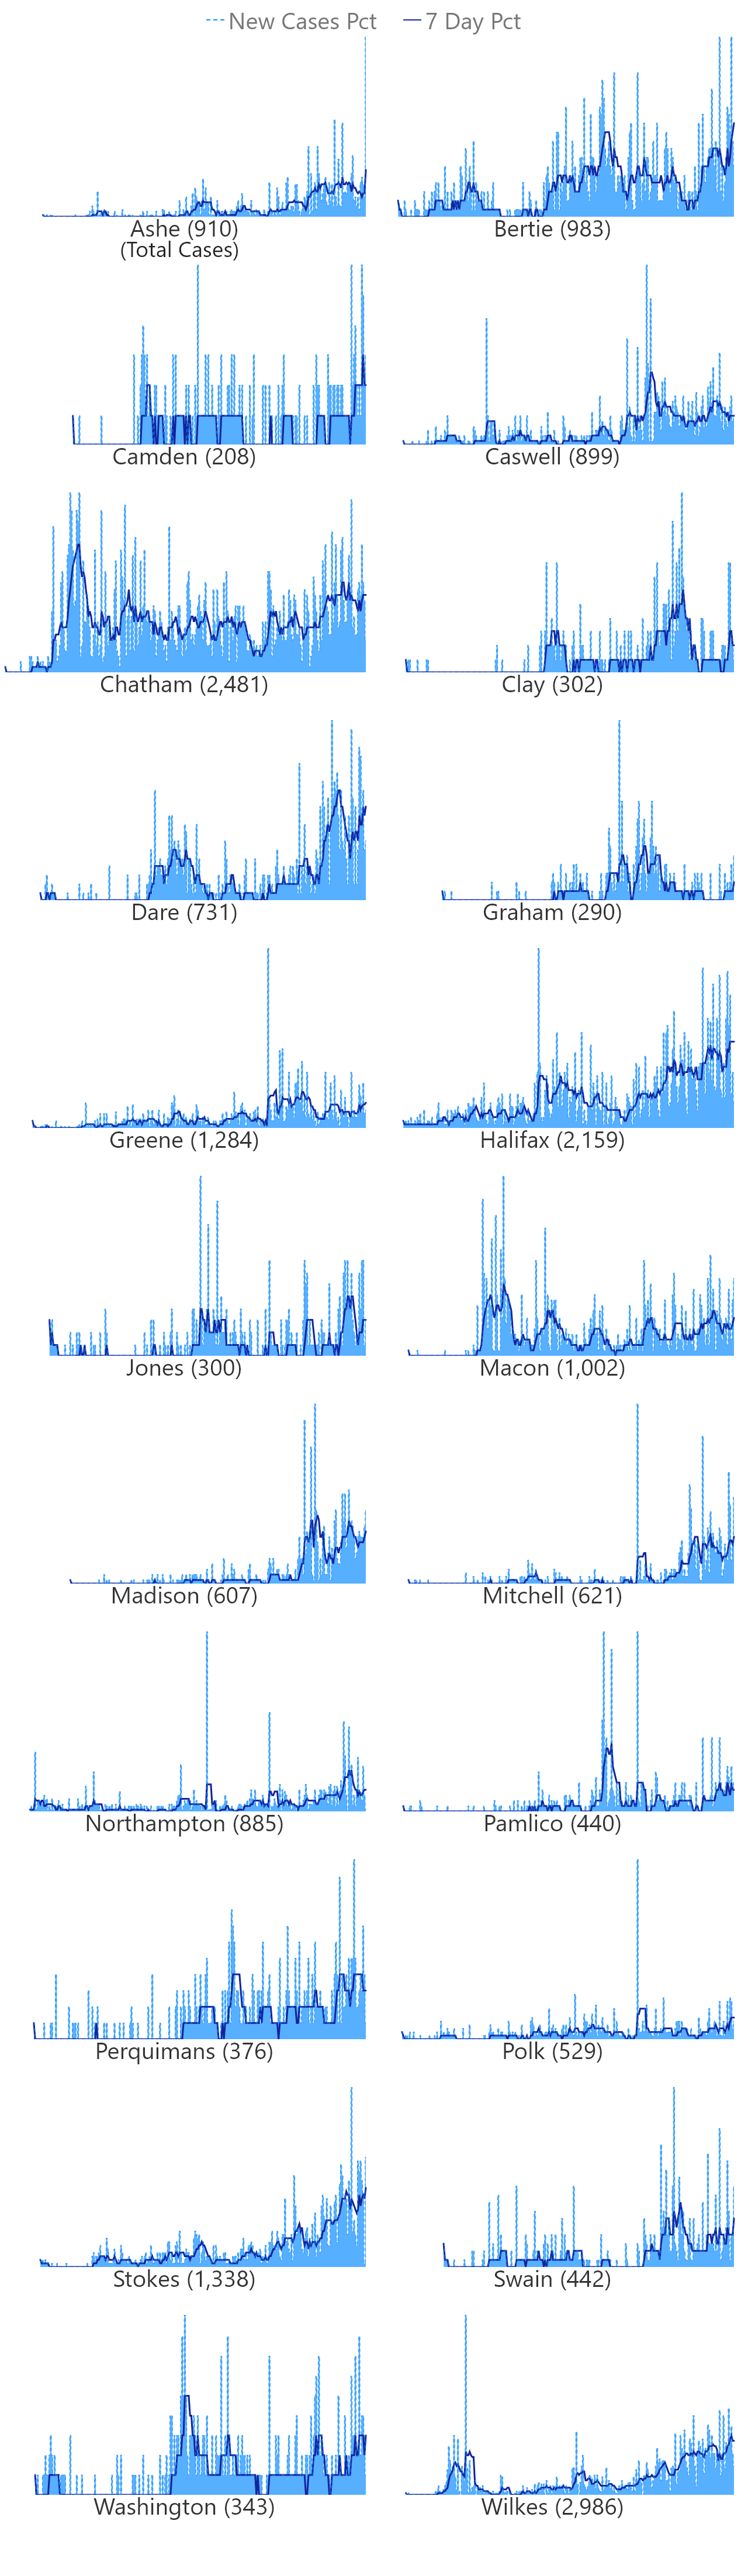 New Cases Pct 7 Day Pct
Ashe (910) Bertie (983)
(Total Cases)
Camden (208) Caswell (899)
Chatham (2,481) Clay (302)
Dare (731) Graham (290)
Greene (1,284) Halifax (2,159)
Jones (300) Macon (1,002)
Madison (607) Mitchell (621)
Northampton (885) Pamlico (440)
Perquimans (376) Polk (529)
Stokes (1,338) Swain (442)
Washington (343) Wilkes (2,986)